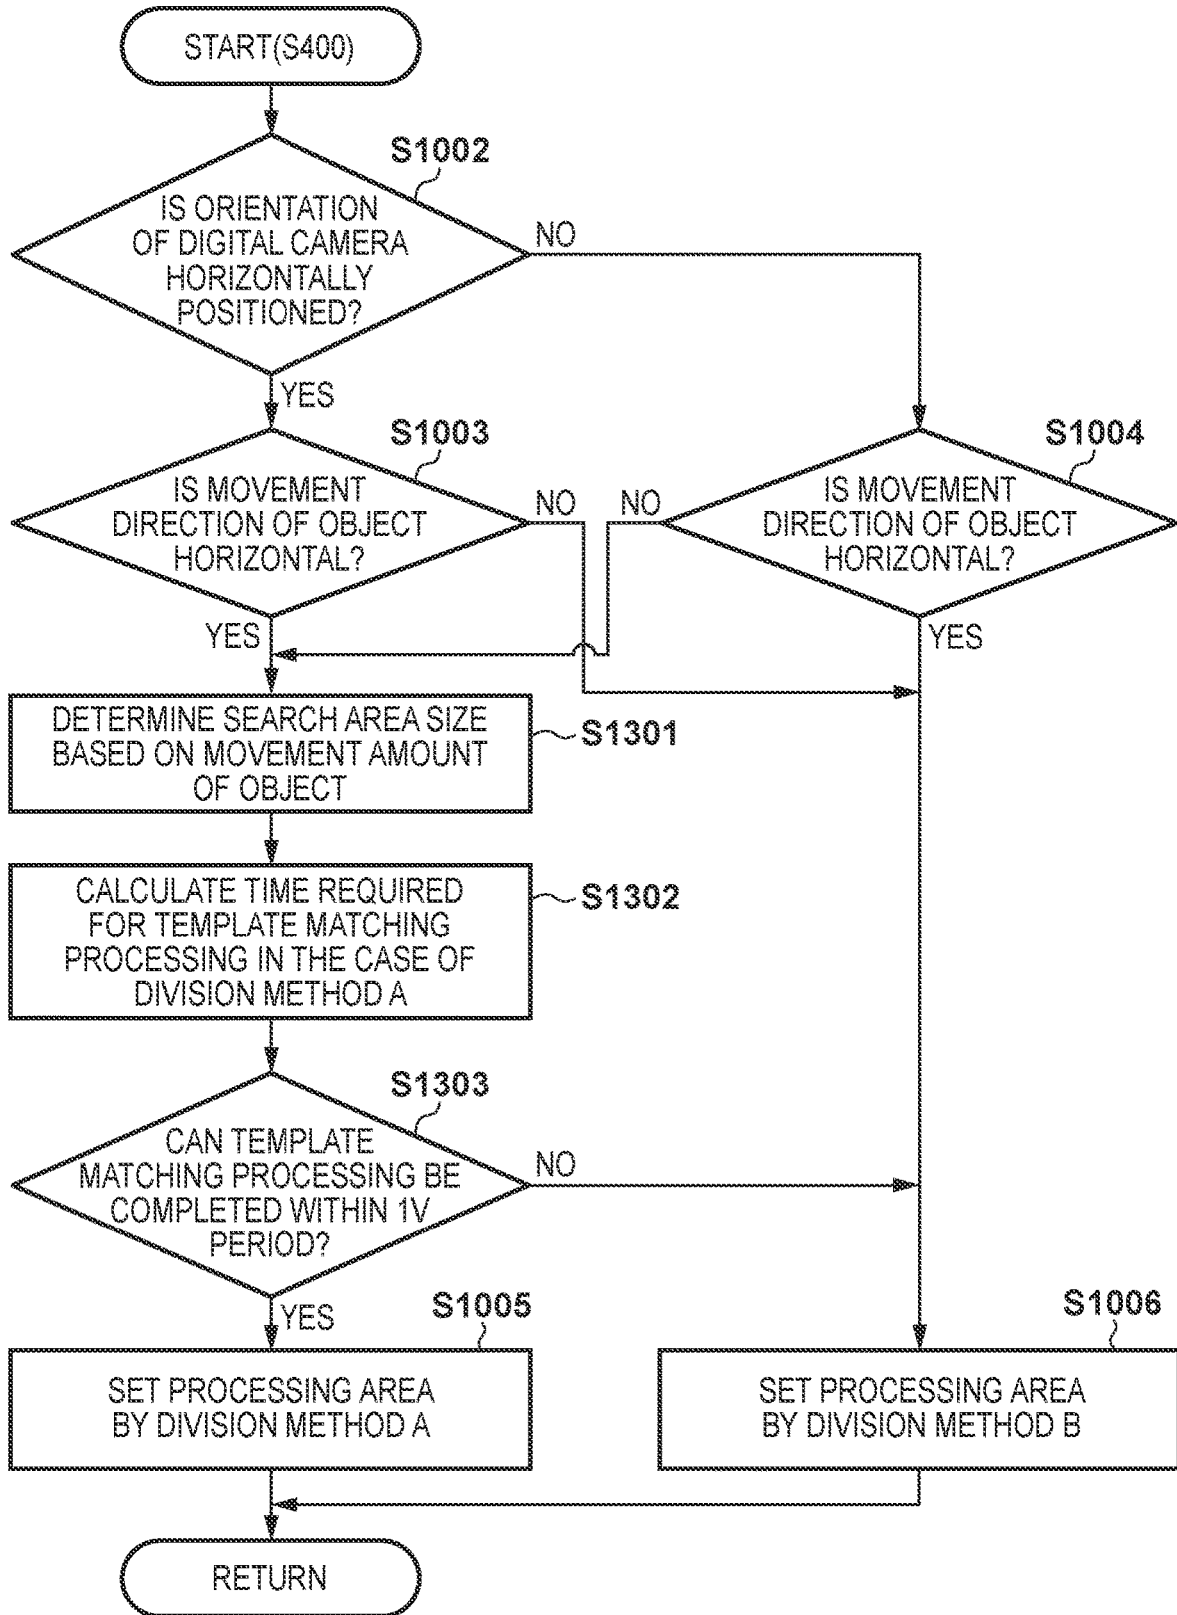 START(S400)
S1002
IS ORIENTATION
OF DIGITAL CAMERA
HORIZONTALLY
POSITIONED?
NO
YES
S1003
IS MOVEMENT
DIRECTION OF OBJECT
HORIZONTAL?
NO
YES
S1004
IS MOVEMENT
DIRECTION OF OBJECT
HORIZONTAL?
NO
YES
DETERMINE SEARCH AREA SIZE
BASED ON MOVEMENT AMOUNT
OF OBJECT
S1301
CALCULATE TIME REQUIRED
FOR TEMPLATE MATCHING
PROCESSING IN THE CASE OF
DIVISION METHOD A
S1302
S1303
CAN TEMPLATE
MATCHING PROCESSING BE
COMPLETED WITHIN 1V
PERIOD?
NO
YES
S1005
SET PROCESSING AREA
BY DIVISION METHOD A
S1006
SET PROCESSING AREA
BY DIVISION METHOD B
RETURN